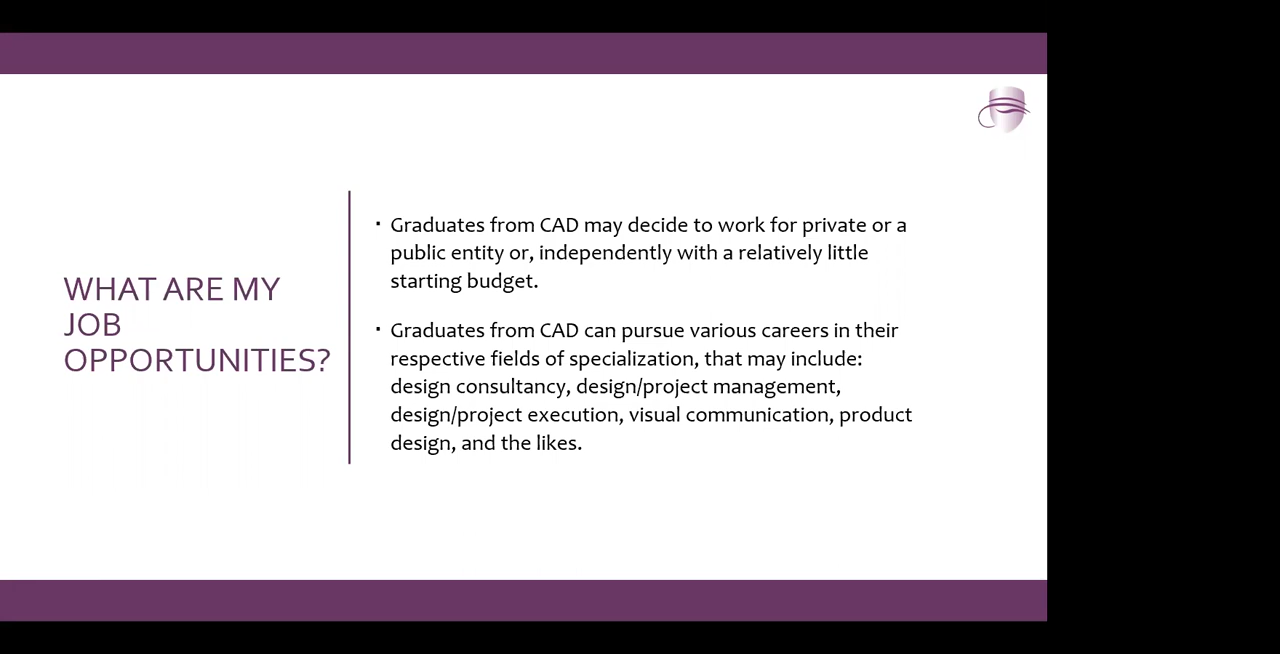 WHAT ARE MY
JOB
OPPORTUNITIES?
▪ Graduates from CAD may decide to work for private or a
public entity or, independently with a relatively little
starting budget.
▪ Graduates from CAD can pursue various careers in their
respective fields of specialization, that may include:
design consultancy, design/project management,
design/project execution, visual communication, product
design, and the likes.